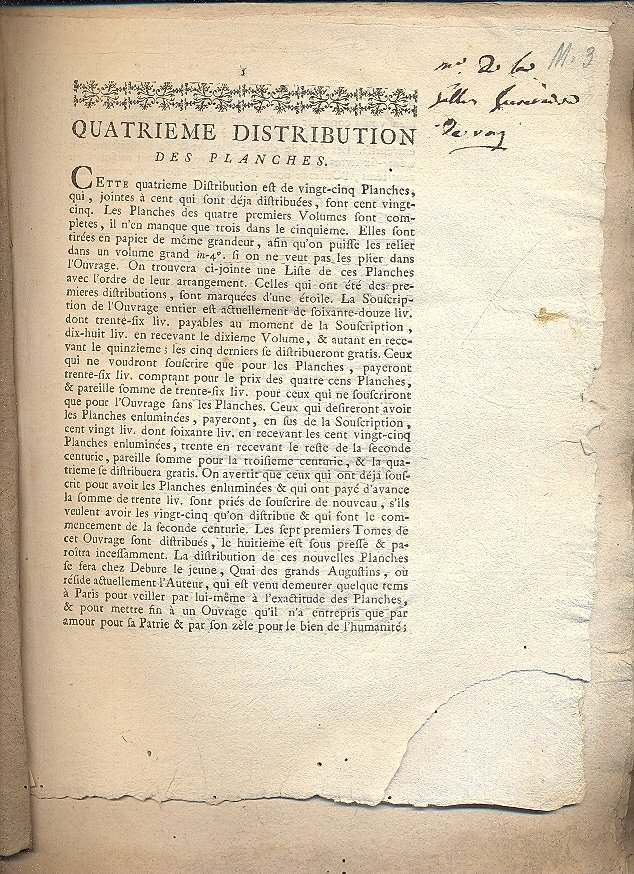 M. 3
de la
QUATRIEME DISTRIBUTION
DES PLANCHES.
CETTE quatrieme Distribution est de vingt-cinq Planches,
qui, jointes à cent qui sont déja distribuées, font cent vingt-
cinq. Les Planches des quatre premiers Volumes sont com-
pletes, il n'en manque que trois dans le cinquieme. Elles sont
tirées en papier de même grandeur, afin qu'on puisse les relier
dans un volume grand in-4°. si on ne veut pas les plier dans
l'Ouvrage. On trouvera ci-jointe une Liste de ces Planches
avec l'ordre de leur arrangement. Celles qui ont été des pre-
mieres distributions, sont marquées d'une étoile. La Souscrip-
tion de l'Ouvrage entier est actuellement de soixante-douze liv.
dont trente-six liv. payables au moment de la Souscription,
dix-huit liv. en recevant le dixieme Volume, & autant en rece-
vant le quinzieme; les cinq derniers se distribueront gratis. Ceux
qui ne voudront souscrire que pour les Planches, payeront
trente-six liv. comptant pour le prix des quatre cens Planches,
& pareille somme de trente-six liv. pour ceux qui ne souscriront
que pour l'Ouvrage sans les Planches. Ceux qui desireront avoir
les Planches enluminées, payeront, en sus de la Souscription,
cent vingt liv. dont soixante liv. en recevant les cent vingt-cinq
Planches enluminées, trente en recevant le reste de la seconde
centurie, pareille somme pour la troisieme centurie, & la qua-
trieme se distribuera gratis. On avertit que ceux qui ont déjà sous-
crit pour avoir les Planches enluminées & qui ont payé d'avance
la somme de trente liv. sont priés de souscrire de nouveau, s'ils
veulent avoir les vingt-cinq qu'on distribue & qui font le com-
mencement de la seconde centurie. Les sept premiers Tomes de
cet Ouvrage sont distribués, le huitieme est sous presse & pa-
roîtra incessamment. La distribution de ces nouvelles Planches
se fera chez Debure le jeune, Quai des grands Augustins, où
réside actuellement l'Auteur, qui est venu demeurer quelque tems
à Paris pour veiller par lui-même à l'exactitude des Planches,
& pour mettre fin à un Ouvrage qu'il n'a entrepris que par
amour pour sa Patrie & par son zèle pour le bien de l'humanité;